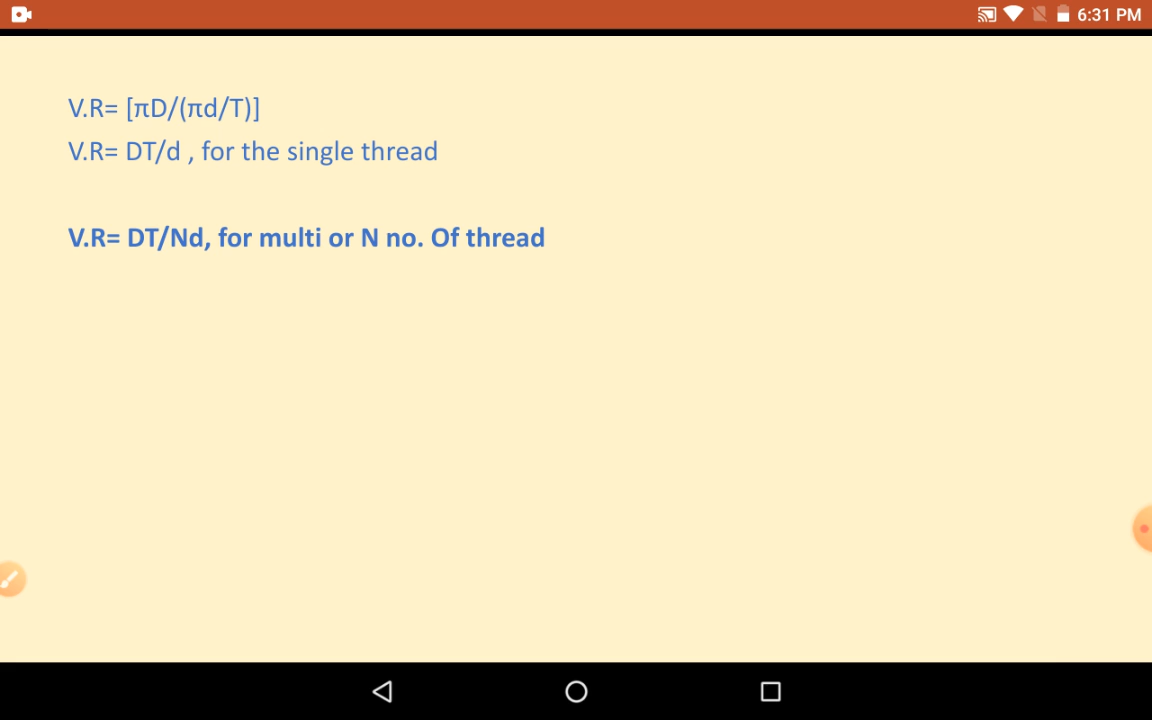 6:31 PM
V.R= [πD/(πd/T)]
V.R= DT/d , for the single thread
V.R= DT/Nd, for multi or N no. Of thread